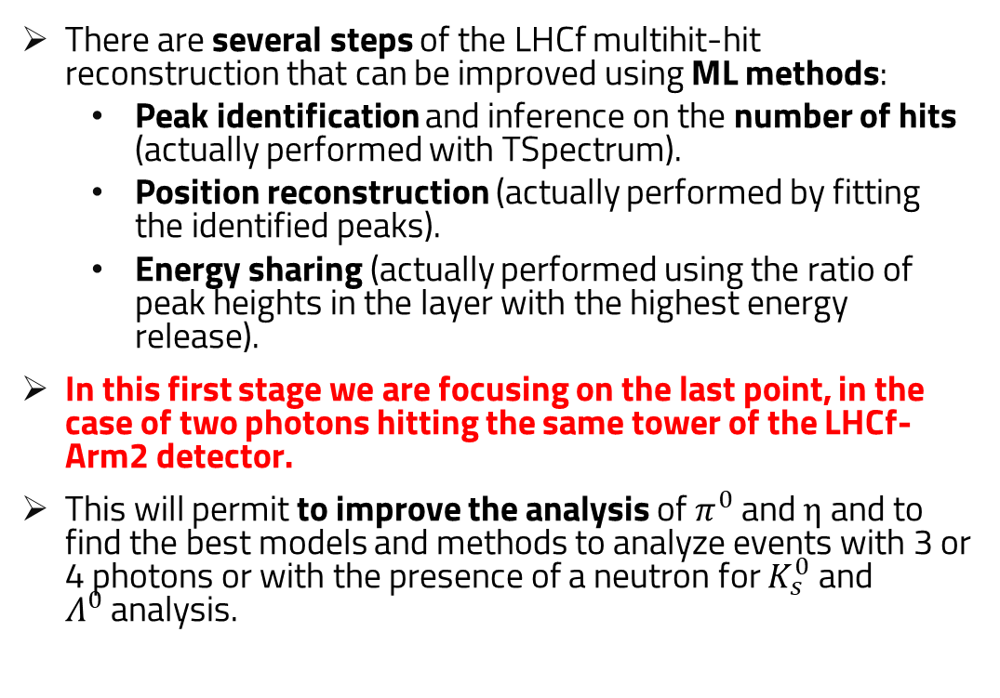 ➢ There are several steps of the LHCf multihit-hit
reconstruction that can be improved using ML methods:
• Peak identification and inference on the number of hits
(actually performed with TSpectrum).
• Position reconstruction (actually performed by fitting
the identified peaks).
• Energy sharing (actually performed using the ratio of
peak heights in the layer with the highest energy
release).
➢ In this first stage we are focusing on the last point, in the
case of two photons hitting the same tower of the LHCf-
Arm2 detector.
➢ This will permit to improve the analysis of π⁰ and η and to
find the best models and methods to analyze events with 3 or
4 photons or with the presence of a neutron for K_s^0 and
Λ⁰ analysis.